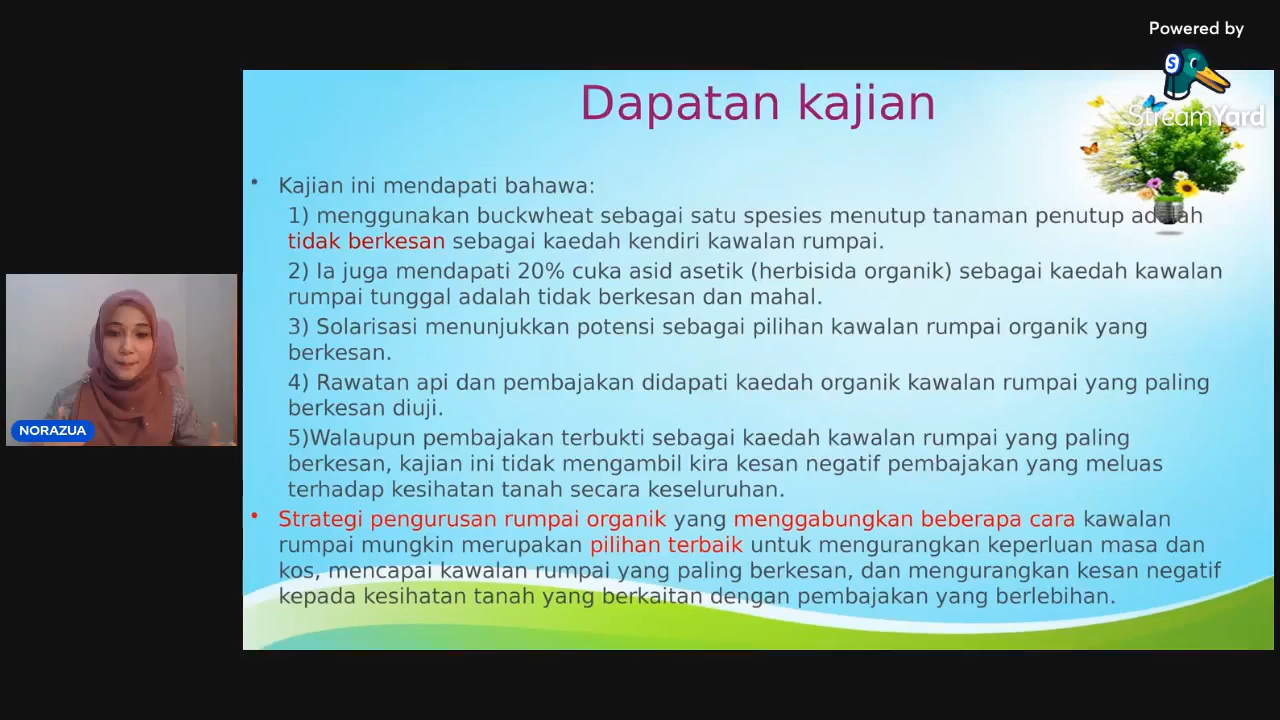 Powered by
StreamYard
Dapatan kajian
• Kajian ini mendapati bahawa:
1) menggunakan buckwheat sebagai satu spesies menutup tanaman penutup adalah
tidak berkesan sebagai kaedah kendiri kawalan rumpai.
2) Ia juga mendapati 20% cuka asid asetik (herbisida organik) sebagai kaedah kawalan
rumpai tunggal adalah tidak berkesan dan mahal.
3) Solarisasi menunjukkan potensi sebagai pilihan kawalan rumpai organik yang
berkesan.
4) Rawatan api dan pembajakan didapati kaedah organik kawalan rumpai yang paling
berkesan diuji.
5)Walaupun pembajakan terbukti sebagai kaedah kawalan rumpai yang paling
berkesan, kajian ini tidak mengambil kira kesan negatif pembajakan yang meluas
terhadap kesihatan tanah secara keseluruhan.
• Strategi pengurusan rumpai organik yang menggabungkan beberapa cara kawalan
rumpai mungkin merupakan pilihan terbaik untuk mengurangkan keperluan masa dan
kos, mencapai kawalan rumpai yang paling berkesan, dan mengurangkan kesan negatif
kepada kesihatan tanah yang berkaitan dengan pembajakan yang berlebihan.
NORAZUA